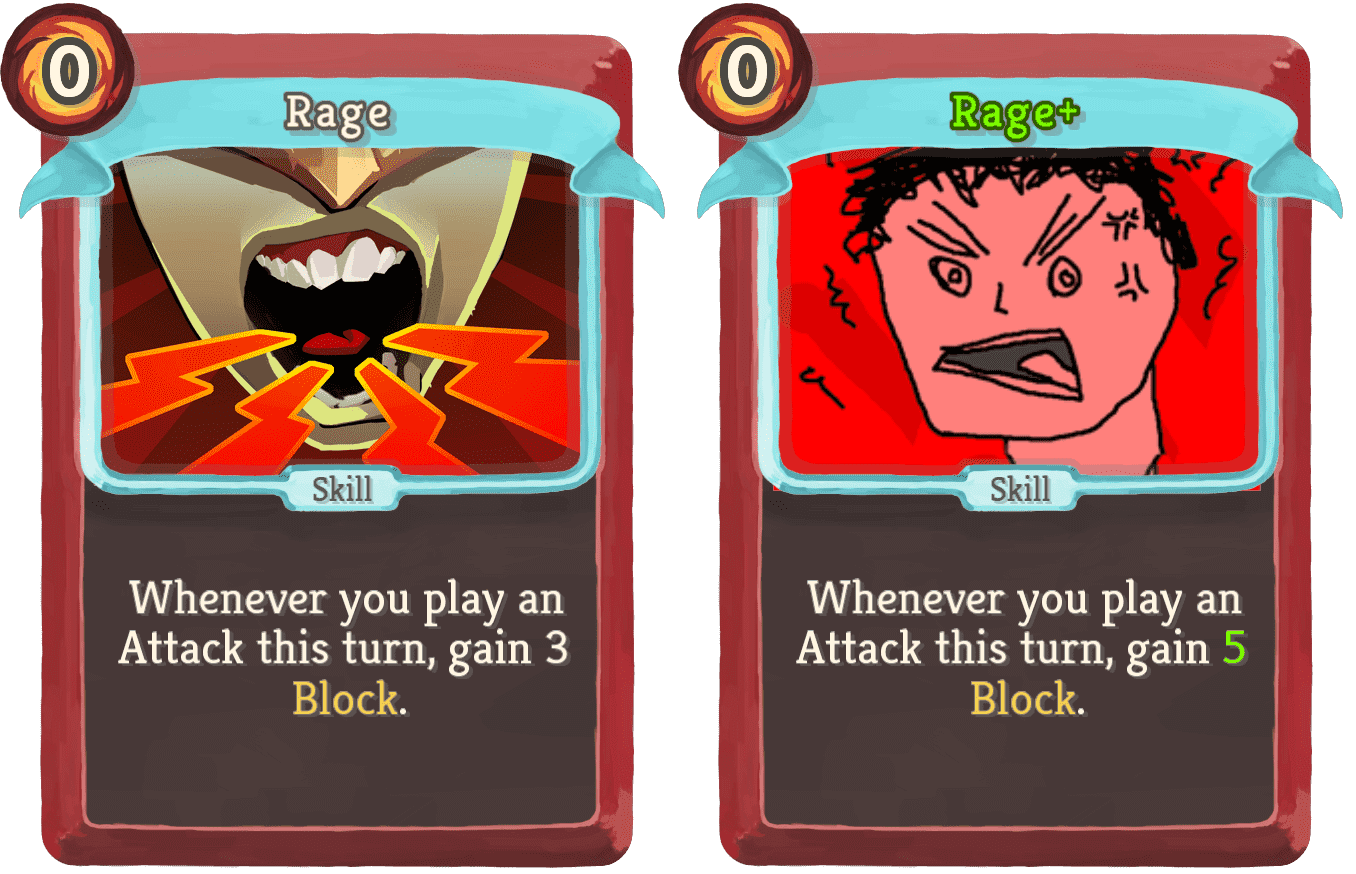 0
Rage
Skill
Whenever you play an
Attack this turn, gain 3
Block.
0
Rage+
Skill
Whenever you play an
Attack this turn, gain 5
Block.